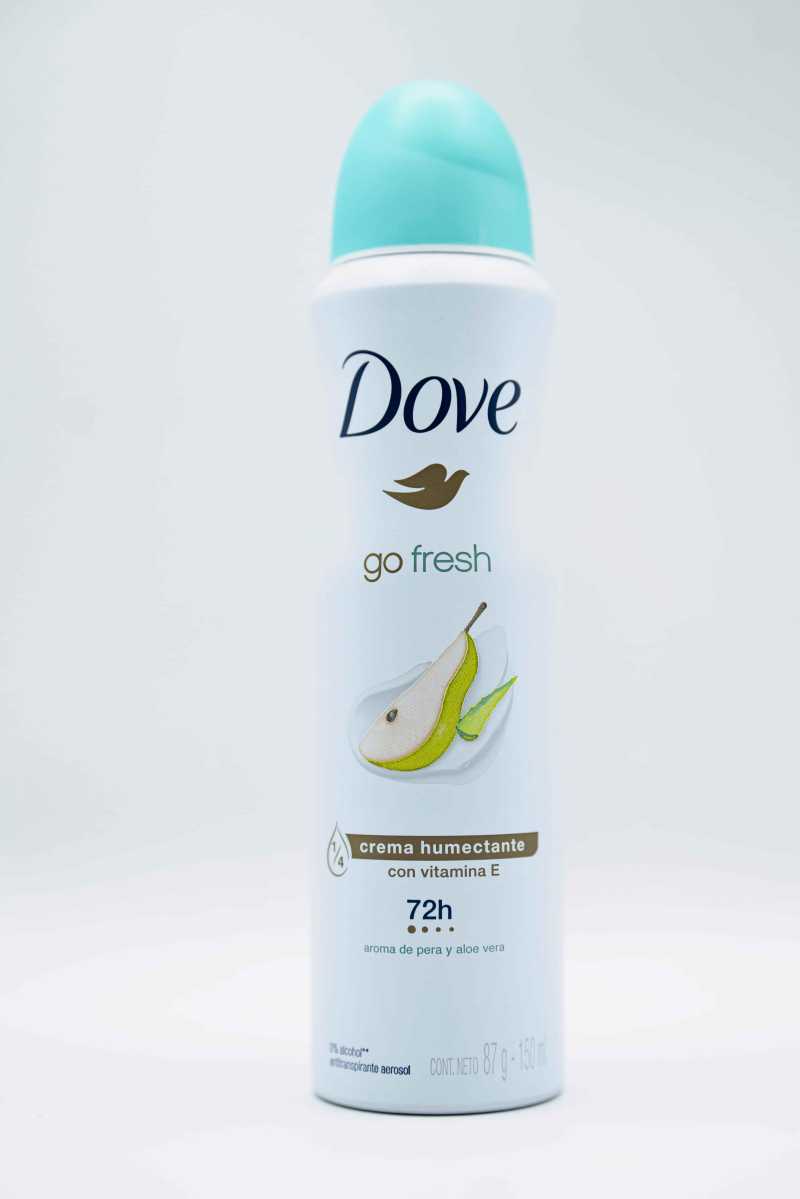 Dove
go fresh
1/4
crema humectante
con vitamina E
72h
aroma de pera y aloe vera
0% alcohol**
antitranspirante aerosol
CONT. NETO 87 g - 150 ml